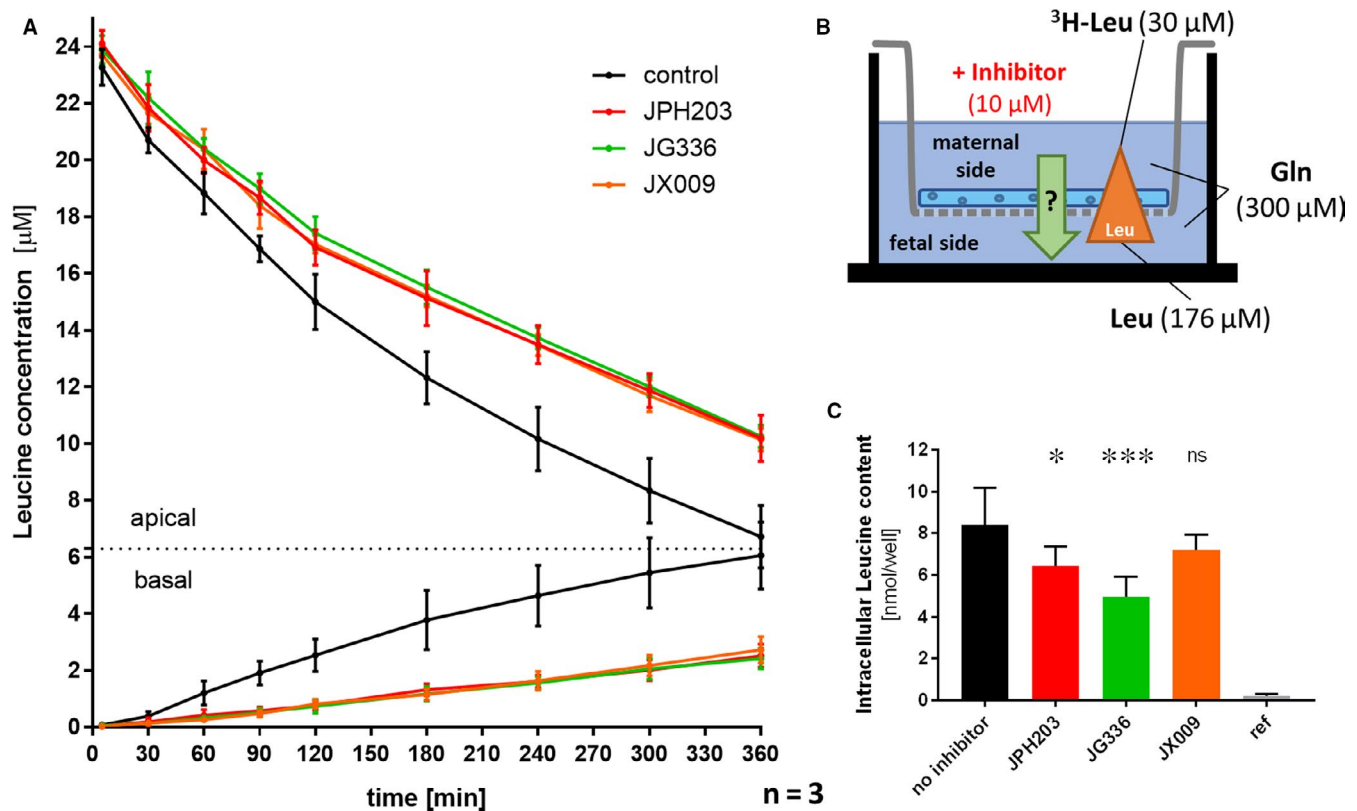 A
24
22
20
18
16
14
12
10
8
6
4
2
0
Leucine concentration [µM]
control
JPH203
JG336
JX009
apical
basal
0 30 60 90 120 150 180 210 240 270 300 330 360
time [min]
n = 3
B
³H-Leu (30 µM)
+ Inhibitor
(10 µM)
maternal
side
?
Leu
fetal side
Gln
(300 µM)
Leu (176 µM)
C
12
10
8
6
4
2
0
Intracellular Leucine content
[nmol/well]
* *** ns
no inhibitor
JPH203
JG336
JX009
ref